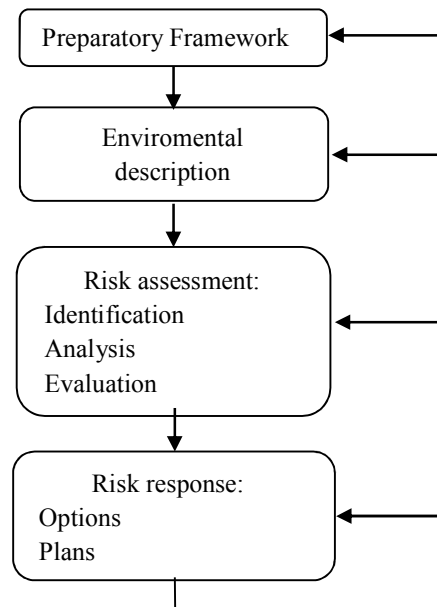 Preparatory Framework
Enviromental
description
Risk assessment:
Identification
Analysis
Evaluation
Risk response:
Options
Plans